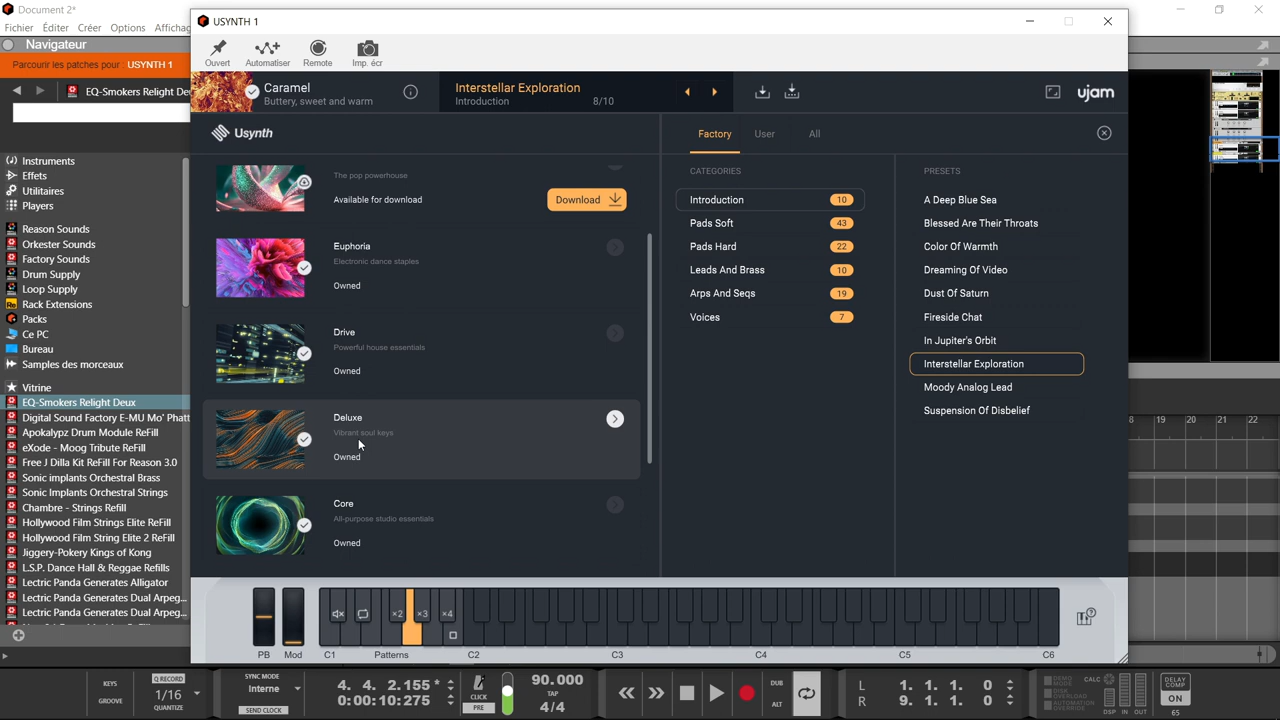 Document 2*
Fichier Éditer Créer Options Affichag
Navigateur
Parcourir les patches pour : USYNTH 1
EQ-Smokers Relight De
Instruments
Effets
Utilitaires
Players
Reason Sounds
Orkester Sounds
Factory Sounds
Drum Supply
Loop Supply
Rack Extensions
Packs
Ce PC
Bureau
Samples des morceaux
Vitrine
EQ-Smokers Relight Deux
Digital Sound Factory E-MU Mo' Phatt
Apokalypz Drum Module ReFill
eXode - Moog Tribute ReFill
Free J Dilla Kit ReFill For Reason 3.0
Sonic implants Orchestral Brass
Sonic Implants Orchestral Strings
Chambre - Strings Refill
Hollywood Film Strings Elite ReFill
Hollywood Film String Elite 2 ReFill
Jiggery-Pokery Kings of Kong
L.S.P. Dance Hall & Reggae Refills
Lectric Panda Generates Alligator
Lectric Panda Generates Dual Arpeg...
Lectric Panda Generates Dual Arpeg...
USYNTH 1
Ouvert Automatiser Remote Imp. écr
Caramel
Buttery, sweet and warm
Interstellar Exploration
Introduction 8/10
ujam
Usynth
The pop powerhouse
Available for download
Download
Euphoria
Electronic dance staples
Owned
Drive
Powerful house essentials
Owned
Deluxe
Vibrant soul keys
Owned
Core
All-purpose studio essentials
Owned
Factory User All
CATEGORIES
Introduction 10
Pads Soft 43
Pads Hard 22
Leads And Brass 10
Arps And Seqs 19
Voices 7
PRESETS
A Deep Blue Sea
Blessed Are Their Throats
Color Of Warmth
Dreaming Of Video
Dust Of Saturn
Fireside Chat
In Jupiter's Orbit
Interstellar Exploration
Moody Analog Lead
Suspension Of Disbelief
×2 ×3 ×4
PB Mod C1 Patterns C2 C3 C4 C5 C6
8 19 20 21 22
KEYS
GROOVE
Q RECORD
1/16
QUANTIZE
SYNC MODE
Interne
SEND CLOCK
4. 4. 2.155 *
0:00:10:275
CLICK
PRE
90.000
TAP
4/4
DUB
ALT
L 1. 1. 1. 0
R 9. 1. 1. 0
DEMO MODE
DISK OVERLOAD
AUTOMATION OVERRIDE
CALC
DSP IN OUT
DELAY COMP
ON
65